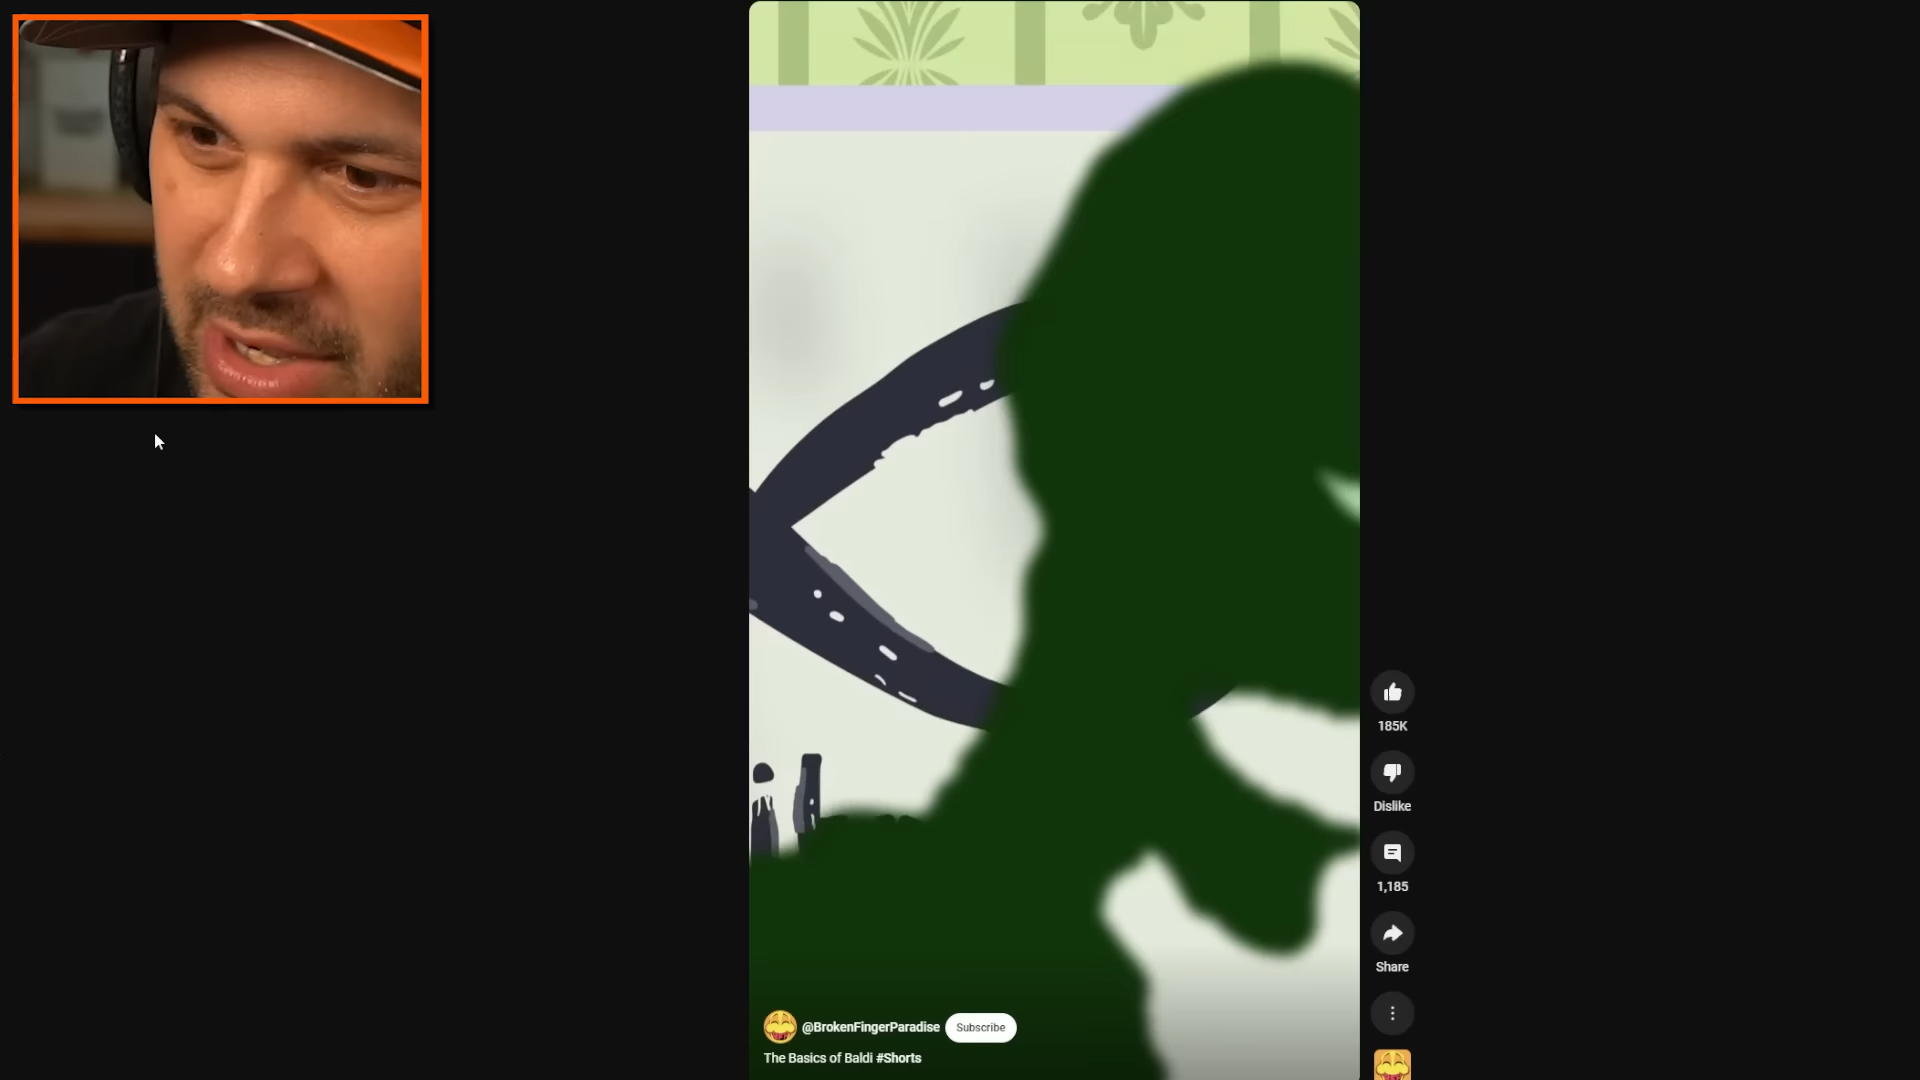 185K
Dislike
1,185
Share
@BrokenFingerParadise Subscribe
The Basics of Baldi #Shorts